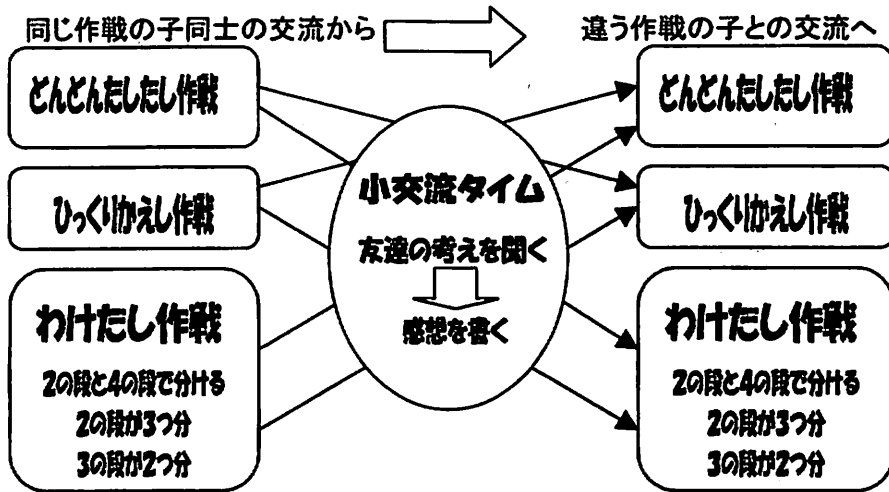 同じ作戦の子同士の交流から
違う作戦の子との交流へ
どんどんたしたし作戦
ひっくりかえし作戦
わけたし作戦
2の段と4の段で分ける
2の段が3つ分
3の段が2つ分
小交流タイム
友達の考えを聞く
感想を書く
どんどんたしたし作戦
ひっくりかえし作戦
わけたし作戦
2の段と4の段で分ける
2の段が3つ分
3の段が2つ分